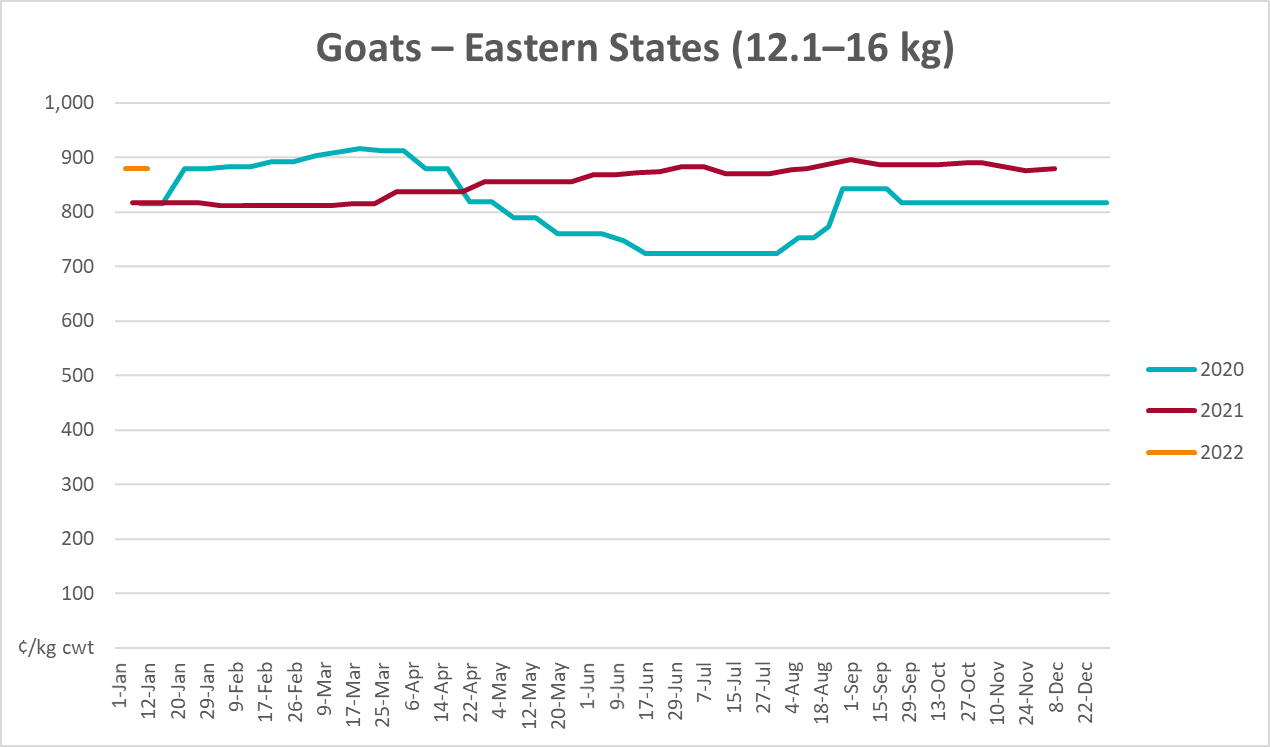 Goats – Eastern States (12.1–16 kg)
1,000
900
800
700
600
500
400
300
200
100
¢/kg cwt
1-Jan
12-Jan
20-Jan
29-Jan
9-Feb
17-Feb
26-Feb
9-Mar
17-Mar
25-Mar
6-Apr
14-Apr
22-Apr
4-May
12-May
20-May
1-Jun
9-Jun
17-Jun
29-Jun
7-Jul
15-Jul
27-Jul
4-Aug
18-Aug
1-Sep
15-Sep
29-Sep
13-Oct
27-Oct
10-Nov
24-Nov
8-Dec
22-Dec
2020
2021
2022